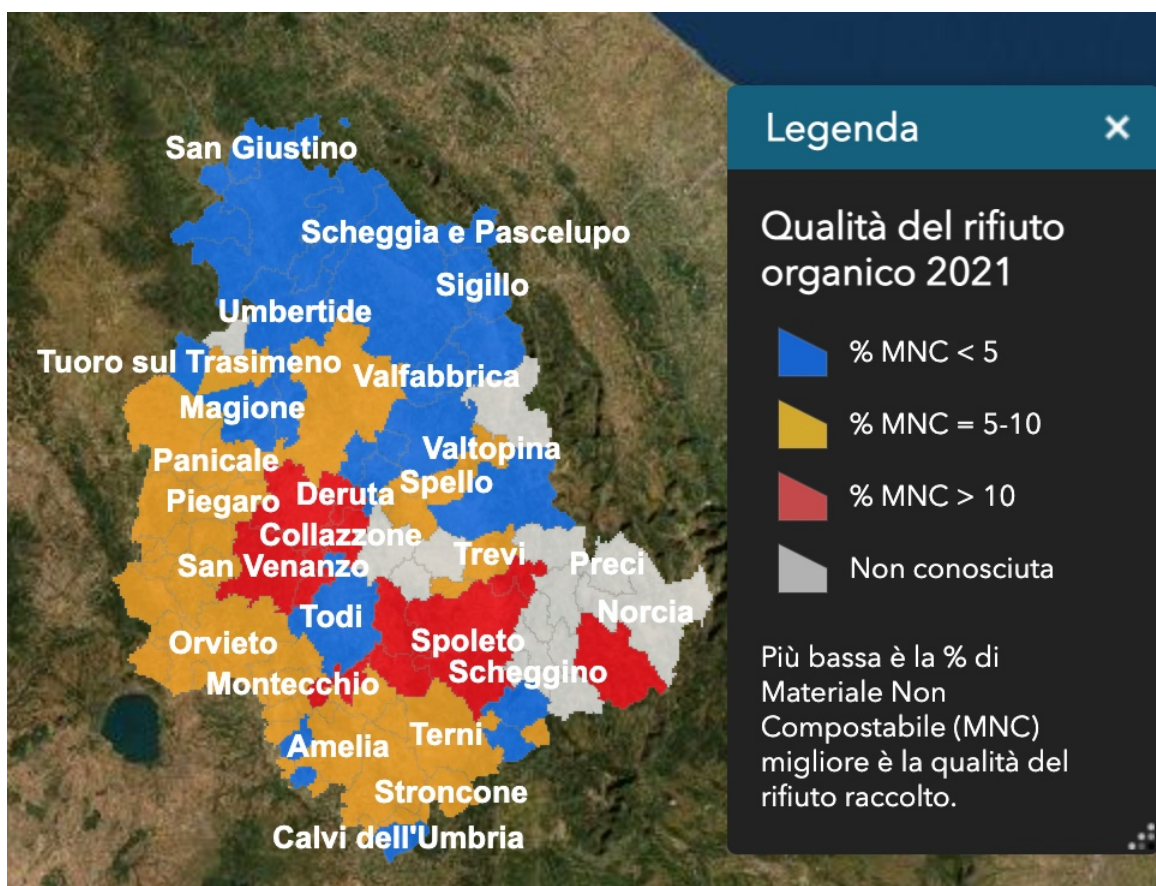 San Giustino
Scheggia e Pascelupo
Sigillo
Umbertide
Tuoro sul Trasimeno
Valfabbrica
Magione
Valtopina
Panicale
Spello
Piegaro
Deruta
Collazzone
Trevi
Preci
San Venanzo
Todi
Norcia
Orvieto
Spoleto
Scheggino
Montecchio
Terni
Amelia
Stroncone
Calvi dell'Umbria
Legenda
Qualità del rifiuto
organico 2021
% MNC < 5
% MNC = 5-10
% MNC > 10
Non conosciuta
Più bassa è la % di
Materiale Non
Compostabile (MNC)
migliore è la qualità del
rifiuto raccolto.